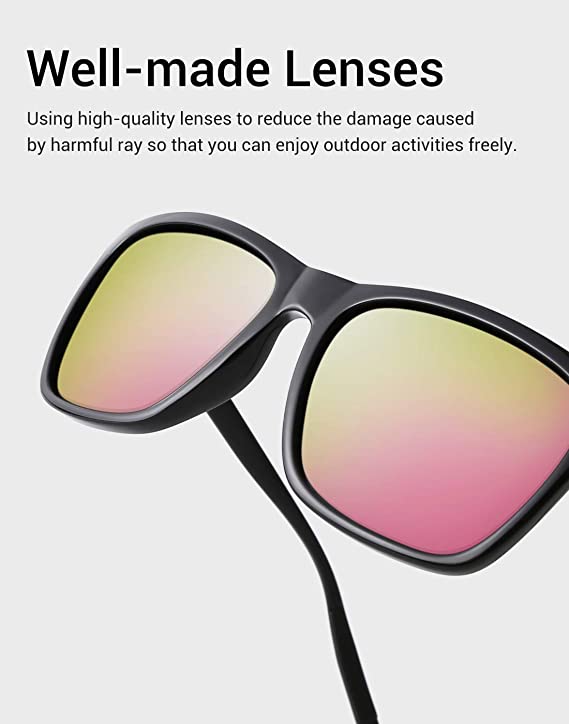 Well-made Lenses
Using high-quality lenses to reduce the damage caused
by harmful ray so that you can enjoy outdoor activities freely.